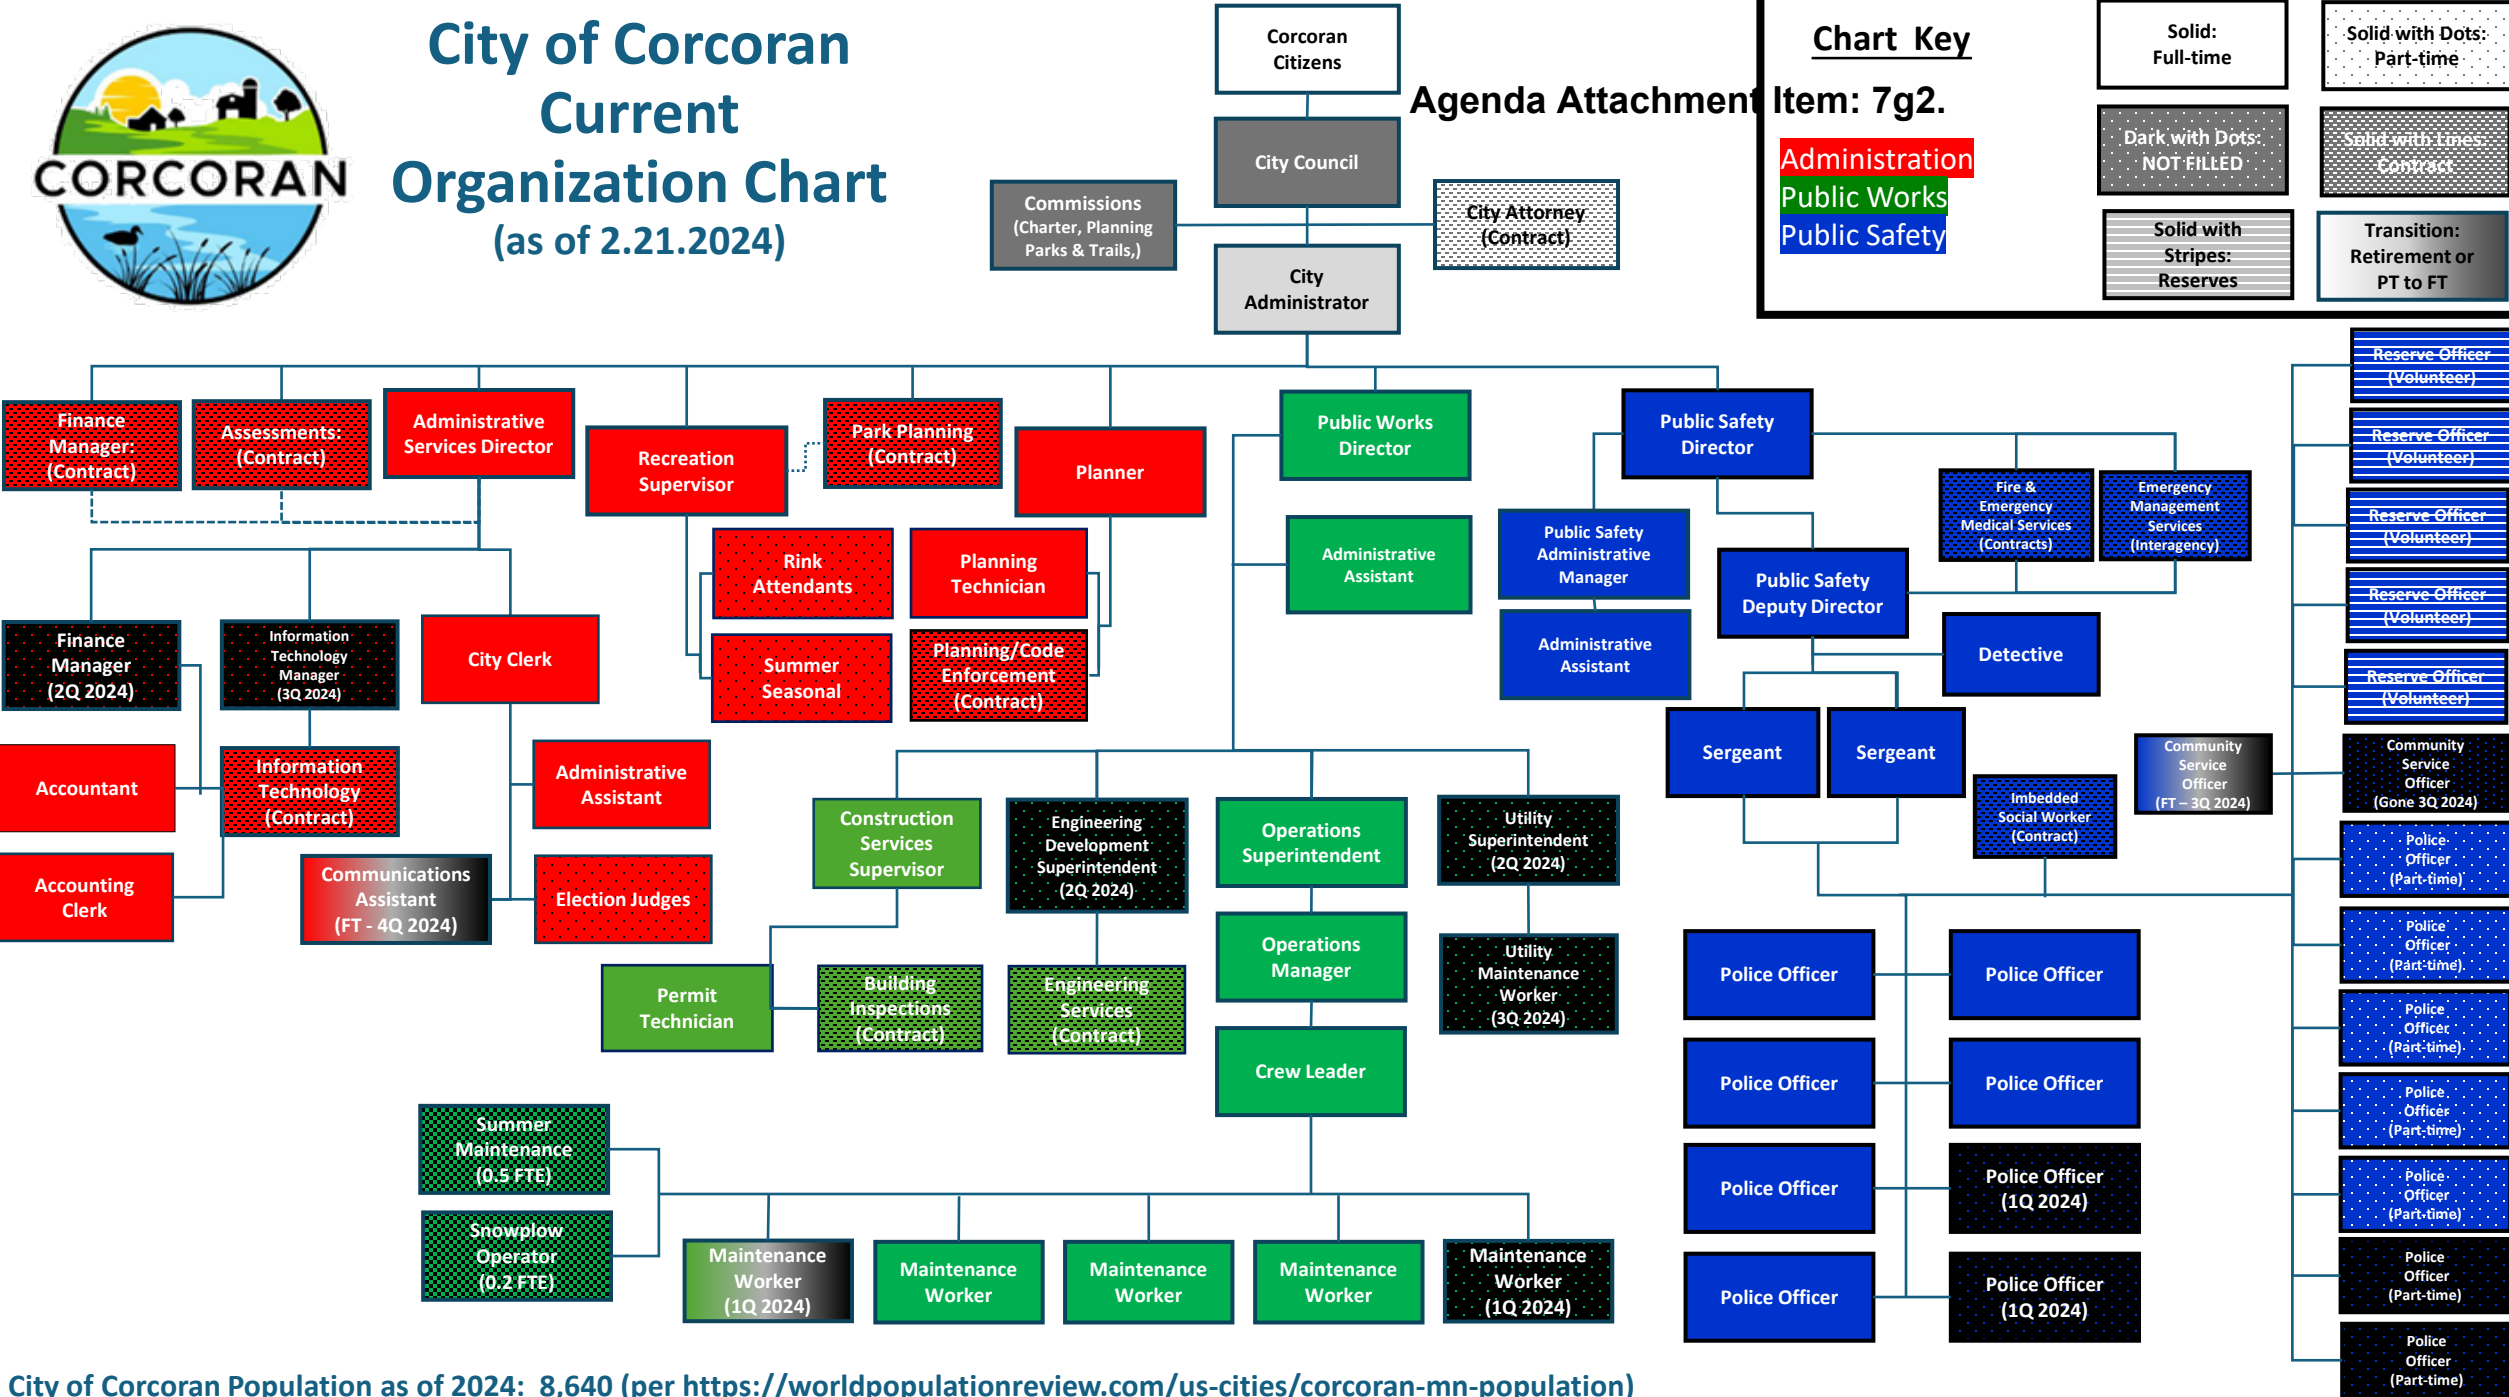 City of Corcoran
Current
Organization Chart
(as of 2.21.2024)
CORCORAN
Corcoran
Citizens
City Council
Agenda Attachment Item: 7g2.
Commissions
(Charter, Planning
Parks & Trails,)
City Attorney
(Contract)
City
Administrator
Chart Key
Administration
Public Works
Public Safety
Solid:
Full-time
Solid with Dots:
Part-time
Dark with Dots:
NOT FILLED
Solid with Lines:
Contract
Solid with
Stripes:
Reserves
Transition:
Retirement or
PT to FT
Finance
Manager:
(Contract)
Assessments:
(Contract)
Administrative
Services Director
Recreation
Supervisor
Park Planning
(Contract)
Planner
Public Works
Director
Public Safety
Director
Fire &
Emergency
Medical Services
(Contracts)
Emergency
Management
Services
(Interagency)
Rink
Attendants
Summer
Seasonal
Planning
Technician
Planning/Code
Enforcement
(Contract)
Administrative
Assistant
Public Safety
Administrative
Manager
Administrative
Assistant
Public Safety
Deputy Director
Detective
Finance
Manager
(2Q 2024)
Information
Technology
Manager
(3Q 2024)
City Clerk
Accountant
Information
Technology
(Contract)
Administrative
Assistant
Accounting
Clerk
Communications
Assistant
(FT - 4Q 2024)
Election Judges
Construction
Services
Supervisor
Engineering
Development
Superintendent
(2Q 2024)
Operations
Superintendent
Utility
Superintendent
(2Q 2024)
Permit
Technician
Building
Inspections
(Contract)
Engineering
Services
(Contract)
Operations
Manager
Utility
Maintenance
Worker
(3Q 2024)
Crew Leader
Summer
Maintenance
(0.5 FTE)
Snowplow
Operator
(0.2 FTE)
Maintenance
Worker
(1Q 2024)
Maintenance
Worker
Maintenance
Worker
Maintenance
Worker
Maintenance
Worker
(1Q 2024)
Sergeant
Sergeant
Imbedded
Social Worker
(Contract)
Community
Service
Officer
(FT – 3Q 2024)
Police Officer
Police Officer
Police Officer
Police Officer
Police Officer
Police Officer
(1Q 2024)
Police Officer
Police Officer
(1Q 2024)
Reserve Officer
(Volunteer)
Reserve Officer
(Volunteer)
Reserve Officer
(Volunteer)
Reserve Officer
(Volunteer)
Reserve Officer
(Volunteer)
Community
Service
Officer
(Gone 3Q 2024)
Police
Officer
(Part-time)
Police
Officer
(Part-time)
Police
Officer
(Part-time)
Police
Officer
(Part-time)
Police
Officer
(Part-time)
Police
Officer
(Part-time)
Police
Officer
(Part-time)
City of Corcoran Population as of 2024: 8,640 (per https://worldpopulationreview.com/us-cities/corcoran-mn-population)